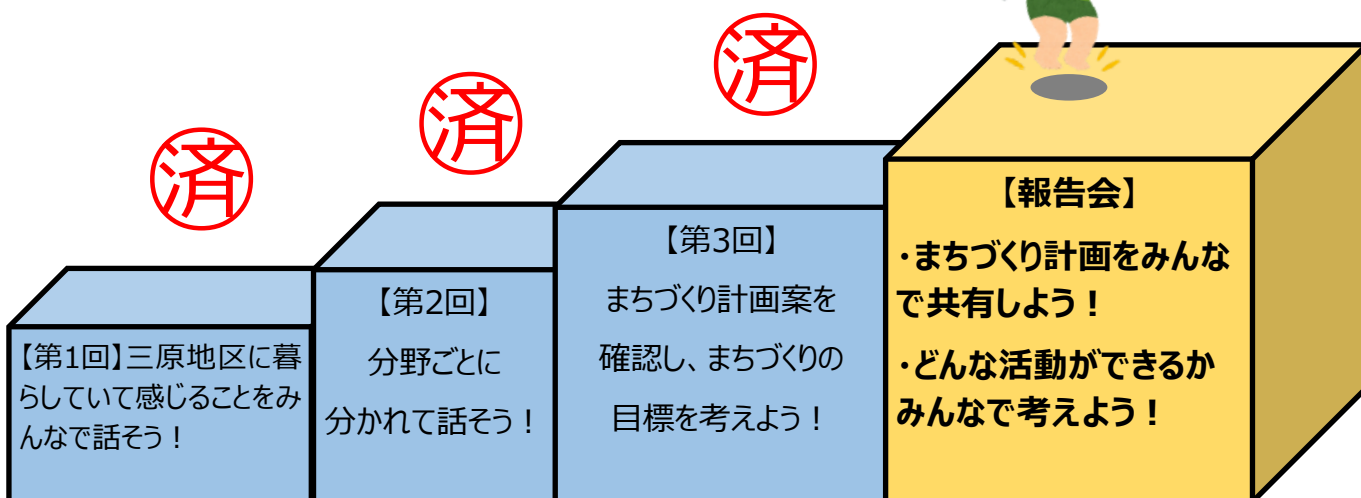 済
済
済
【第1回】三原地区に暮
らしていて感じることをみ
んなで話そう！
【第2回】
分野ごとに
分かれて話そう！
【第3回】
まちづくり計画案を
確認し、まちづくりの
目標を考えよう！
【報告会】
・まちづくり計画をみんな
で共有しよう！
・どんな活動ができるか
みんなで考えよう！